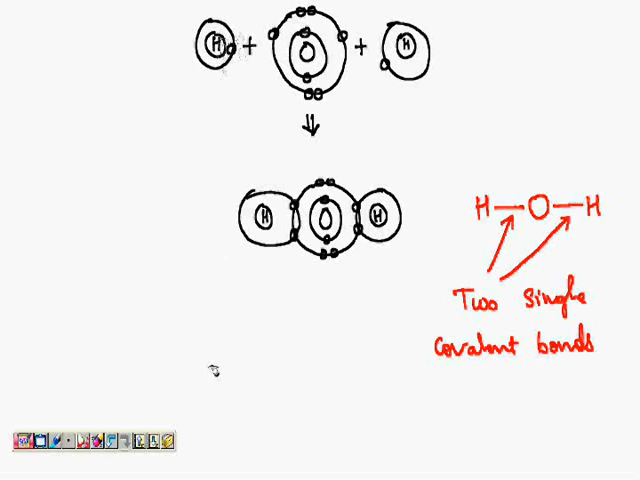 H + O + H
⇓
H O H
H—O—H
Two Single
Covalent bonds